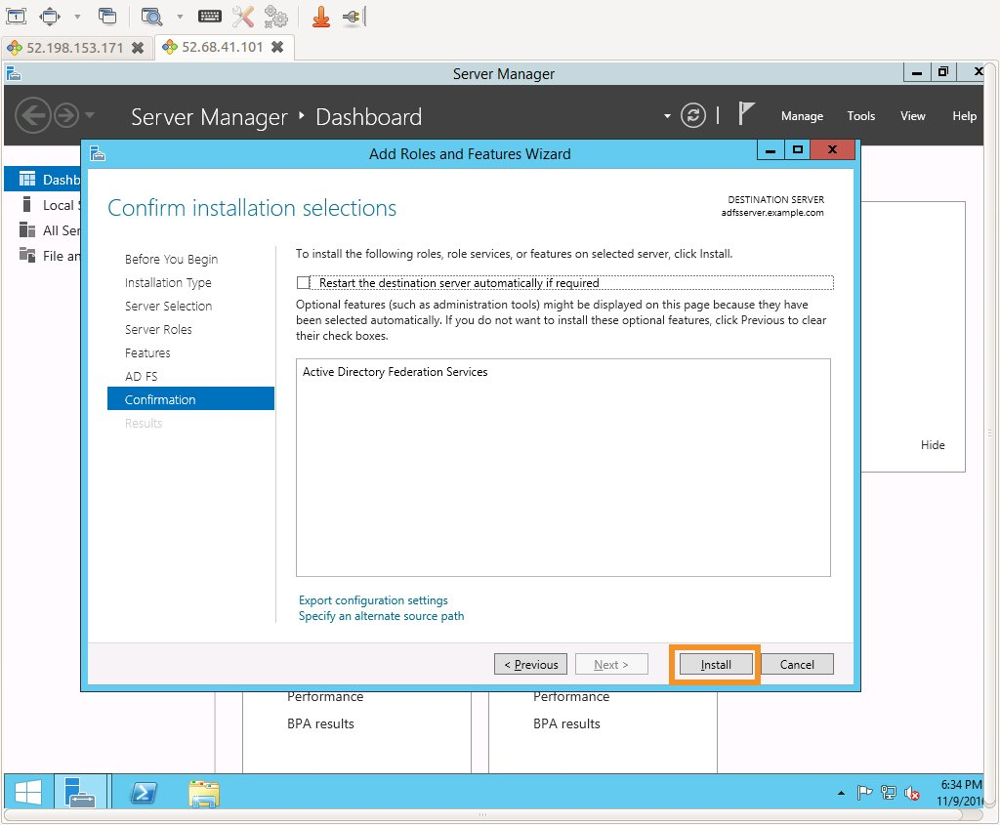 52.198.153.171
52.68.41.101
Server Manager
Server Manager
Dashboard
Manage
Tools
View
Help
Add Roles and Features Wizard
Dashb
Local
All Ser
File an
Confirm installation selections
DESTINATION SERVER
adfsserver.example.com
Before You Begin
Installation Type
Server Selection
Server Roles
Features
AD FS
Confirmation
Results
To install the following roles, role services, or features on selected server, click Install.
Restart the destination server automatically if required
Optional features (such as administration tools) might be displayed on this page because they have
been selected automatically. If you do not want to install these optional features, click Previous to clear
their check boxes.
Active Directory Federation Services
Export configuration settings
Specify an alternate source path
< Previous
Next >
Install
Cancel
Hide
Performance
BPA results
Performance
BPA results
6:34 PM